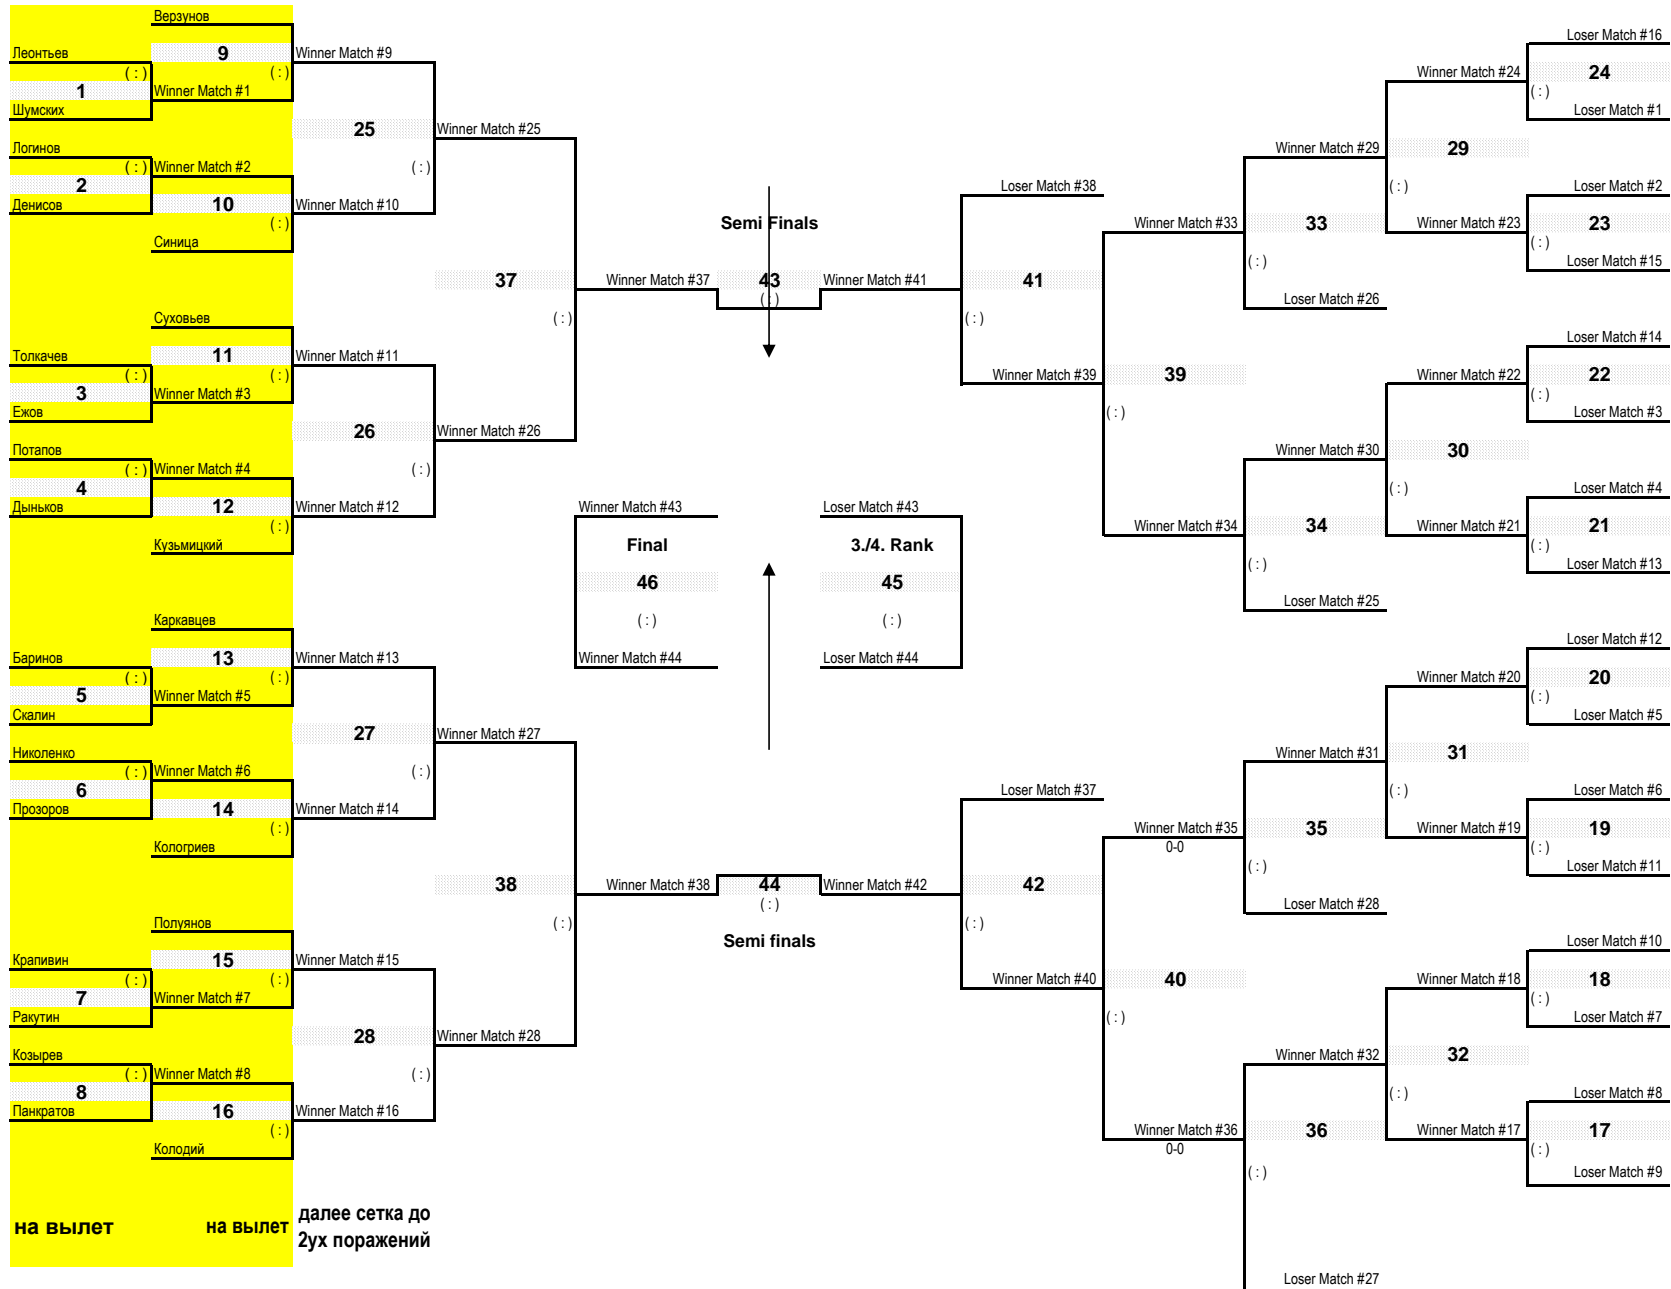 Верзунов
Леонтьев
9
Winner Match #9
( : )
( : )
1
Winner Match #1
Шумских
25
Winner Match #25
Логинов
( : )
Winner Match #2
( : )
2
Денисов
10
Winner Match #10
( : )
Синица
37
( : )
Суховьев
Толкачев
11
Winner Match #11
( : )
( : )
3
Winner Match #3
Ежов
26
Winner Match #26
Потапов
( : )
Winner Match #4
( : )
4
Дыньков
12
Winner Match #12
( : )
Кузьмицкий
Каркавцев
Баринов
13
Winner Match #13
( : )
( : )
5
Winner Match #5
Скалин
27
Winner Match #27
Николенко
( : )
Winner Match #6
( : )
6
Прозоров
14
Winner Match #14
( : )
Кологриев
38
( : )
Полуянов
Крапивин
15
Winner Match #15
( : )
( : )
7
Winner Match #7
Ракутин
28
Winner Match #28
Козырев
( : )
Winner Match #8
( : )
8
Панкратов
16
Winner Match #16
( : )
Колодий
на вылет
на вылет
далее сетка до
2ух поражений
Semi Finals
Winner Match #37
43
Winner Match #41
( : )
Winner Match #43
Final
46
( : )
Winner Match #44
Loser Match #43
3./4. Rank
45
( : )
Loser Match #44
Winner Match #38
44
Winner Match #42
( : )
Semi finals
Loser Match #38
41
( : )
Winner Match #39
Winner Match #33
39
( : )
Winner Match #34
Winner Match #29
33
( : )
Loser Match #26
Winner Match #30
34
( : )
Loser Match #25
Loser Match #16
Winner Match #24
24
( : )
Loser Match #1
29
( : )
Loser Match #2
Winner Match #23
23
( : )
Loser Match #15
Loser Match #14
Winner Match #22
22
( : )
Loser Match #3
30
( : )
Loser Match #4
Winner Match #21
21
( : )
Loser Match #13
Loser Match #37
42
( : )
Winner Match #40
Winner Match #35
0-0
40
( : )
Winner Match #36
0-0
Winner Match #31
35
( : )
Loser Match #28
Winner Match #32
36
( : )
Loser Match #27
Loser Match #12
Winner Match #20
20
( : )
Loser Match #5
31
( : )
Loser Match #6
Winner Match #19
19
( : )
Loser Match #11
Loser Match #10
Winner Match #18
18
( : )
Loser Match #7
32
( : )
Loser Match #8
Winner Match #17
17
( : )
Loser Match #9